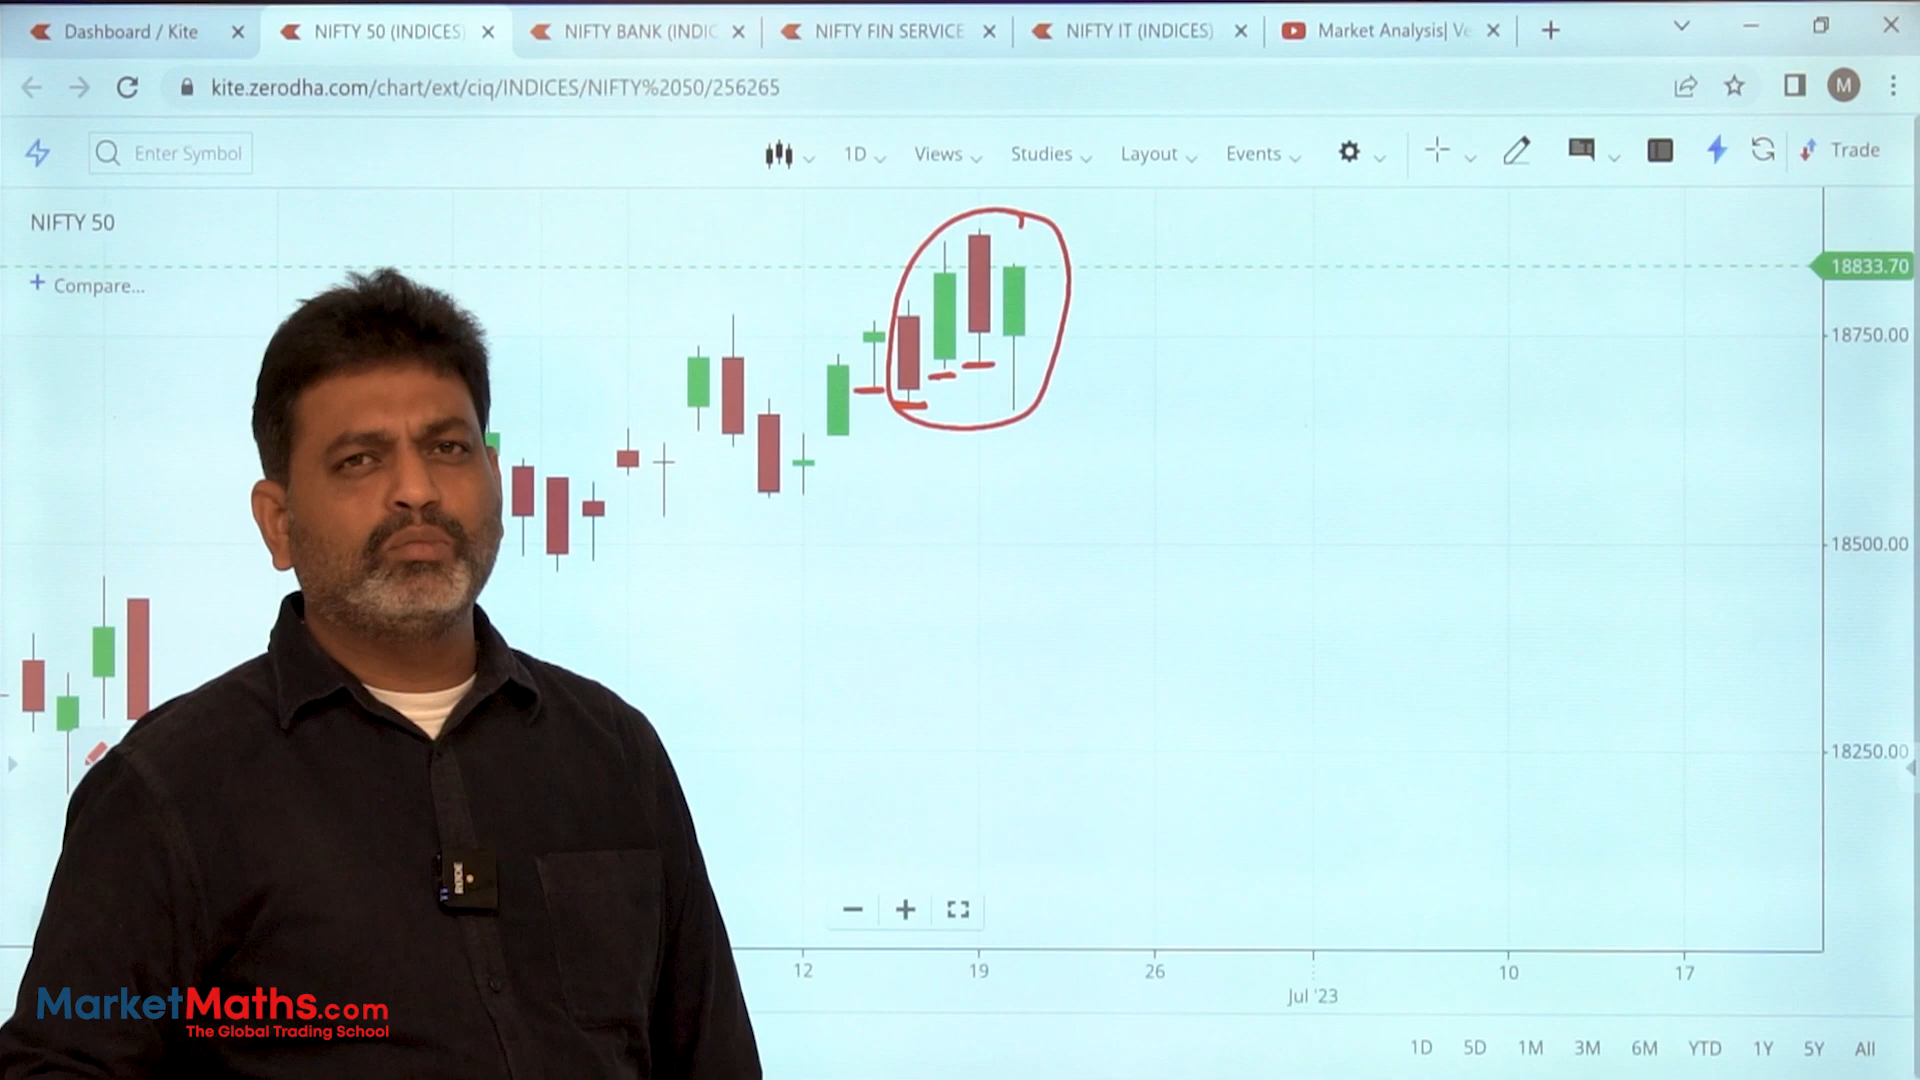 Dashboard / Kite
NIFTY 50 (INDICES)
NIFTY BANK (INDIC
NIFTY FIN SERVICE
NIFTY IT (INDICES)
Market Analysis| Ve
kite.zerodha.com/chart/ext/ciq/INDICES/NIFTY%2050/256265
M
Enter Symbol
1D
Views
Studies
Layout
Events
Trade
NIFTY 50
+ Compare...
18833.70
18750.00
18500.00
18250.00
RODE
12
19
26
10
17
Jul '23
MarketMaths.com
The Global Trading School
1D
5D
1M
3M
6M
YTD
1Y
5Y
All